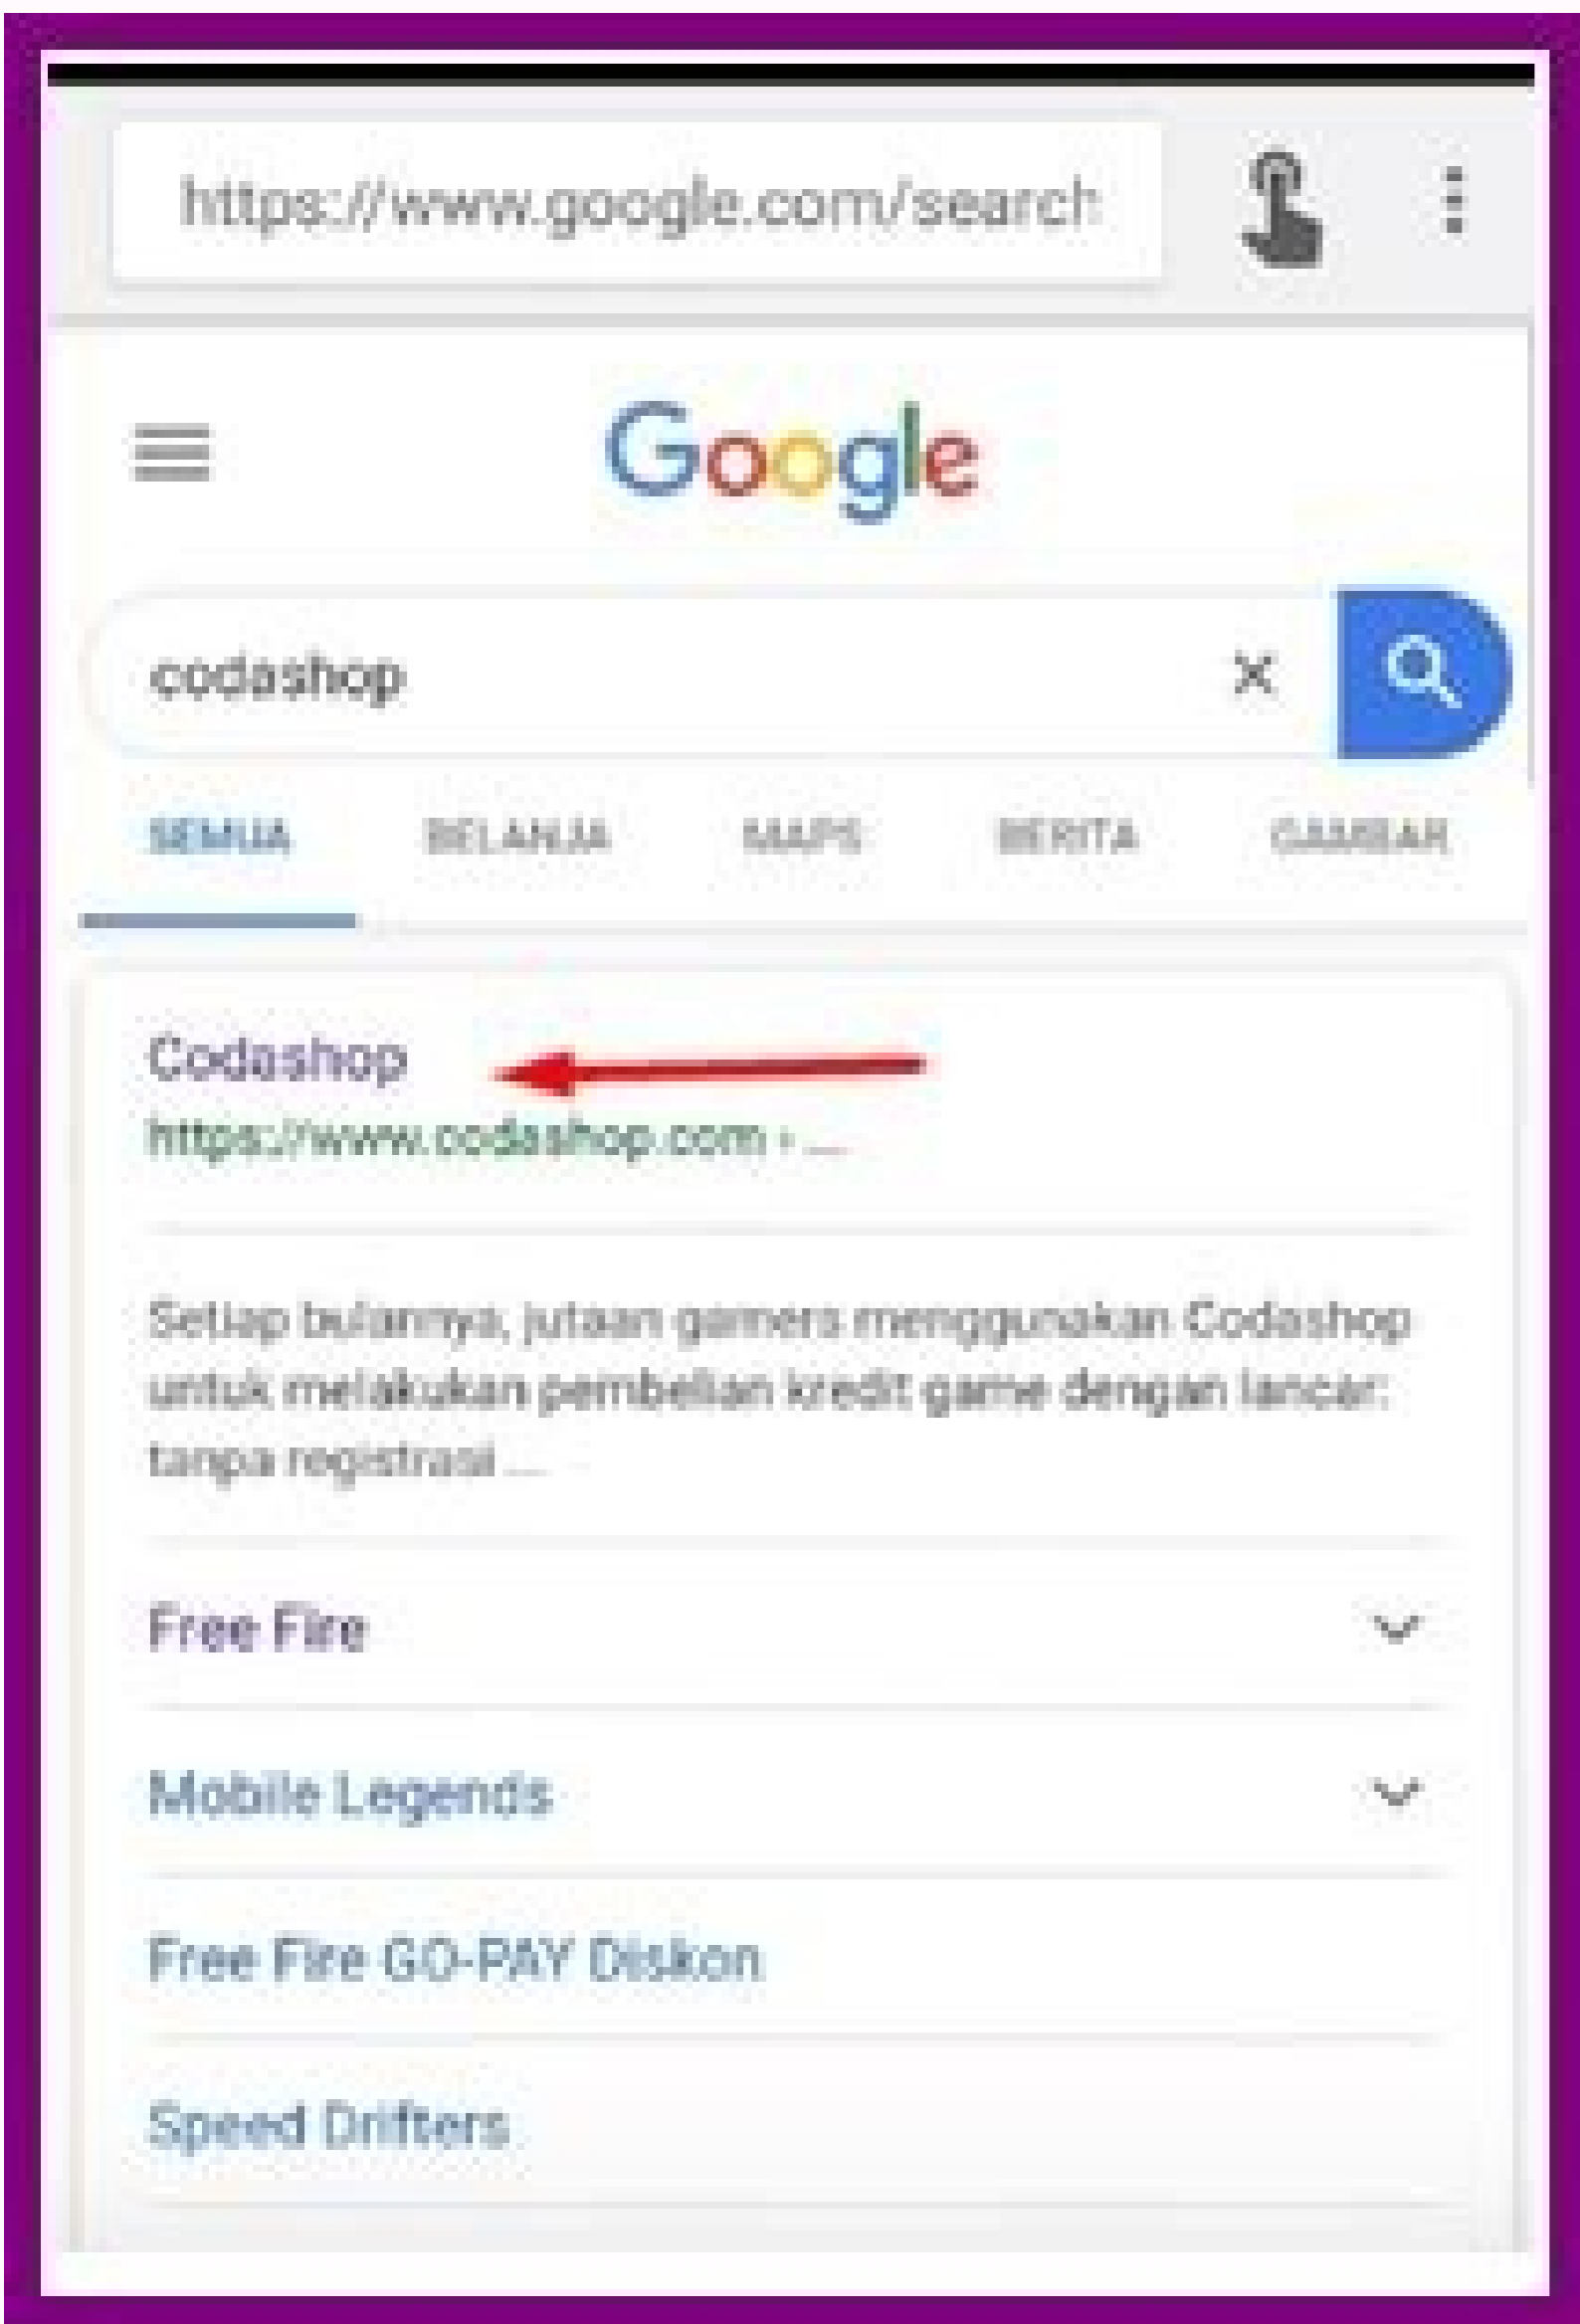 https://www.google.com/search
Google
codashop
SEMUA BELANJA MAPS BERITA GAMBAR
Codashop
https://www.codashop.com › ...
Setiap bulannya, jutaan gamers menggunakan Codashop
untuk melakukan pembelian kredit game dengan lancar:
tanpa registrasi ...
Free Fire
Mobile Legends
Free Fire GO-PAY Diskon
Speed Drifters